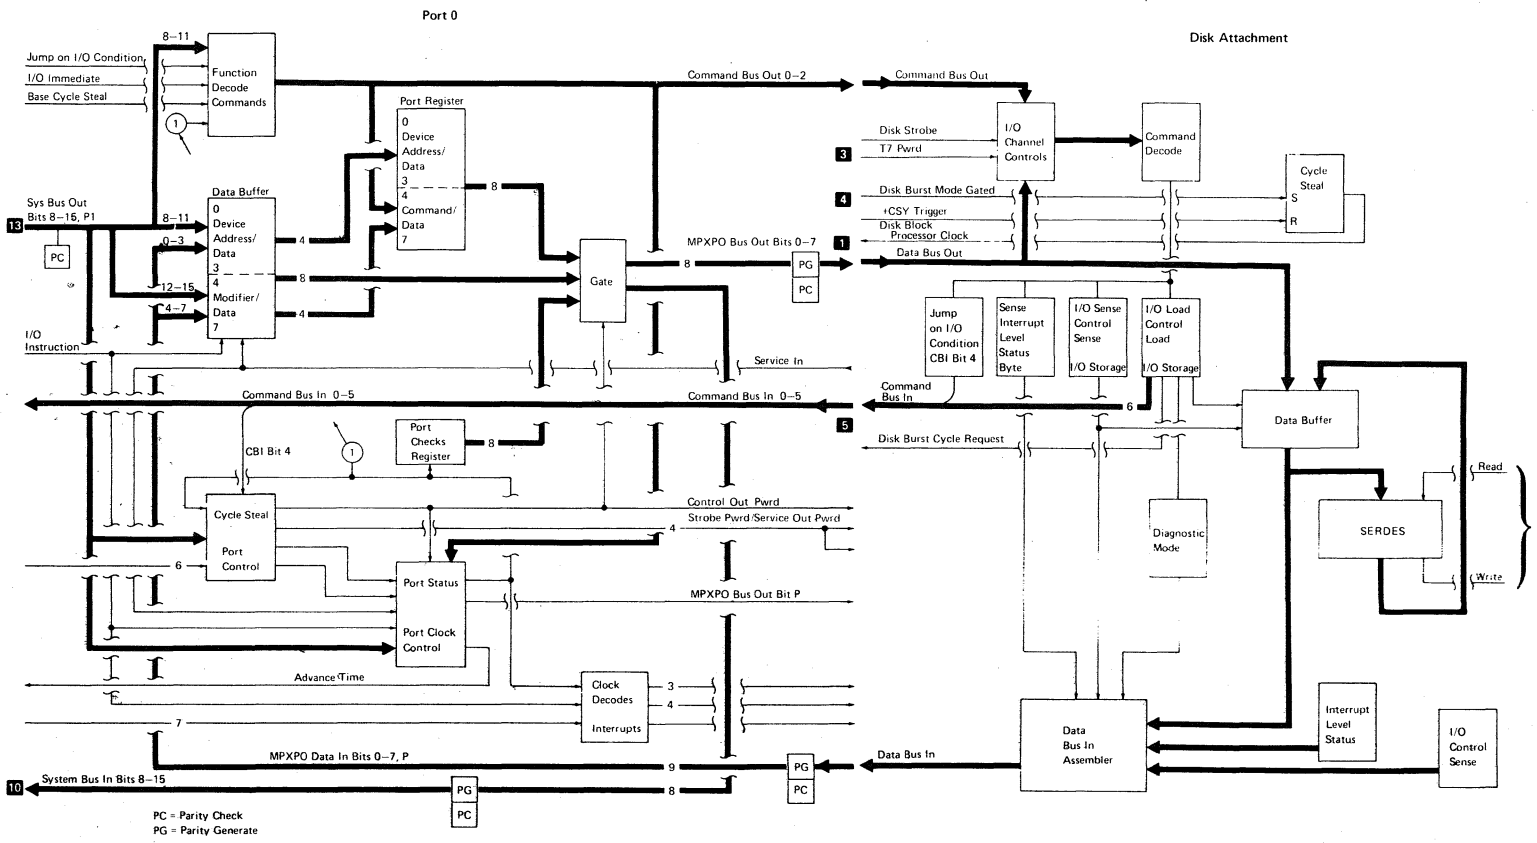 Port 0
Disk Attachment
8-11
Jump on I/O Condition
I/O Immediate
Base Cycle Steal
1
Function
Decode
Commands
Command Bus Out 0-2
Command Bus Out
Port Register
0
Device
Address/
Data
3
4
Command/
Data
7
8
Disk Strobe
3
T7 Pwrd
I/O
Channel
Controls
Command
Decode
Cycle
Steal
S
R
4
Disk Burst Mode Gated
+CSY Trigger
Disk Block
Processor Clock
1
Data Bus Out
Sys Bus Out
Bits 8-15, P1
13
PC
Data Buffer
0
Device
Address/
Data
3
4
Modifier/
Data
7
8-11
0-3
12-15
4-7
4
8
4
Gate
MPXPO Bus Out Bits 0-7
8
PG
PC
I/O
Instruction
Service In
Jump
on I/O
Condition
CBI Bit 4
Sense
Interrupt
Level
Status
Byte
I/O Sense
Control
Sense
I/O Storage
I/O Load
Control
Load
I/O Storage
Command Bus In 0-5
Command Bus In 0-5
Command
Bus In
6
5
Data Buffer
CBI Bit 4
1
Port
Checks
Register
8
Disk Burst Cycle Request
Read
Cycle Steal
Port
Control
6
Control Out Pwrd
Strobe Pwrd/Service Out Pwrd
4
Diagnostic
Mode
SERDES
Write
Port Status
Port Clock
Control
MPXPO Bus Out Bit P
Advance Time
Clock
Decodes
Interrupts
3
4
7
Data
Bus In
Assembler
Interrupt
Level
Status
I/O
Control
Sense
MPXPO Data In Bits 0-7, P
9
PG
PC
Data Bus In
10
System Bus In Bits 8-15
PG
PC
8
PC = Parity Check
PG = Parity Generate